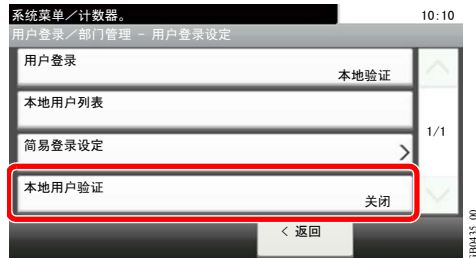 系统菜单／计数器。
10:10
用户登录／部门管理 - 用户登录设定
用户登录
本地验证
本地用户列表
1/1
简易登录设定
本地用户验证
关闭
< 返回
GB0435_00